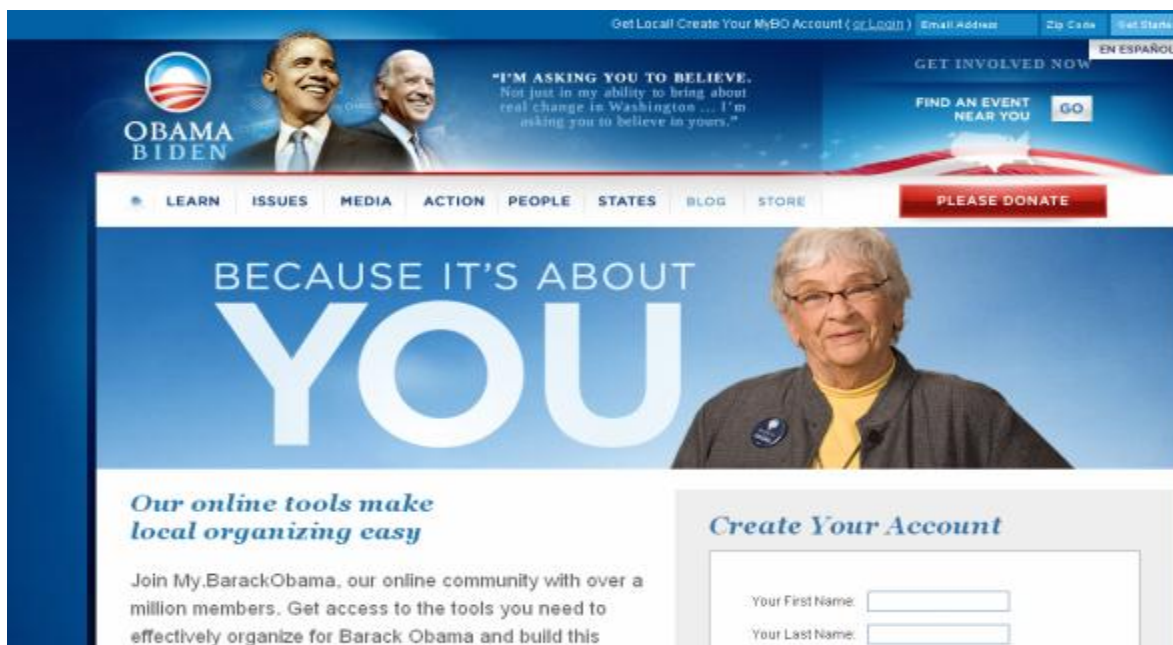 Get Local! Create Your MyBO Account ( or Login ) Email Address Zip Code Get Starte
EN ESPAÑOL
OBAMA
BIDEN
“I’M ASKING YOU TO BELIEVE.
Not just in my ability to bring about
real change in Washington ... I’m
asking you to believe in yours.”
GET INVOLVED NOW
FIND AN EVENT
NEAR YOU
GO
LEARN ISSUES MEDIA ACTION PEOPLE STATES BLOG STORE
PLEASE DONATE
BECAUSE IT’S ABOUT
YOU
Our online tools make
local organizing easy
Join My.BarackObama, our online community with over a
million members. Get access to the tools you need to
effectively organize for Barack Obama and build this
Create Your Account
Your First Name:
Your Last Name: